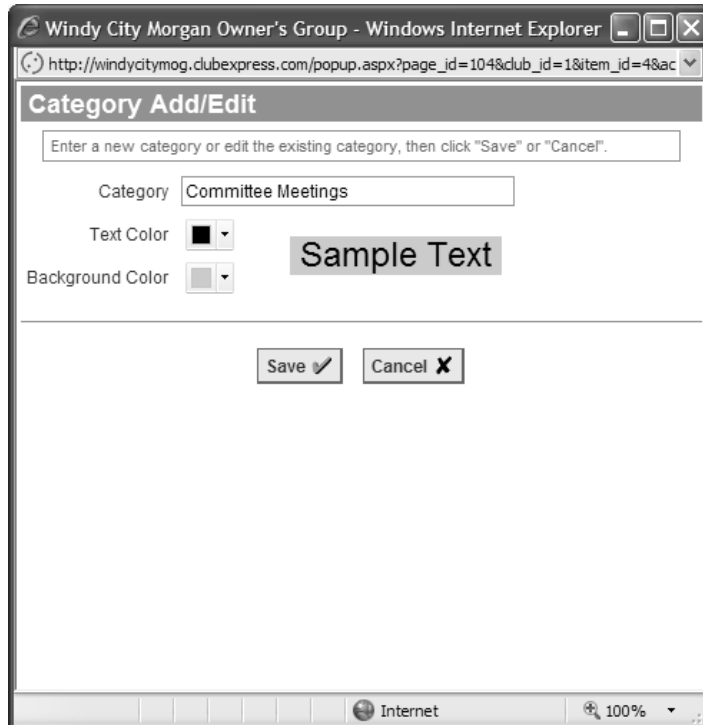 Windy City Morgan Owner's Group - Windows Internet Explorer
http://windycitymog.clubexpress.com/popup.aspx?page_id=104&club_id=1&item_id=4&ac
Category Add/Edit
Enter a new category or edit the existing category, then click "Save" or "Cancel".
Category Committee Meetings
Text Color
Sample Text
Background Color
Save Cancel
Internet 100%